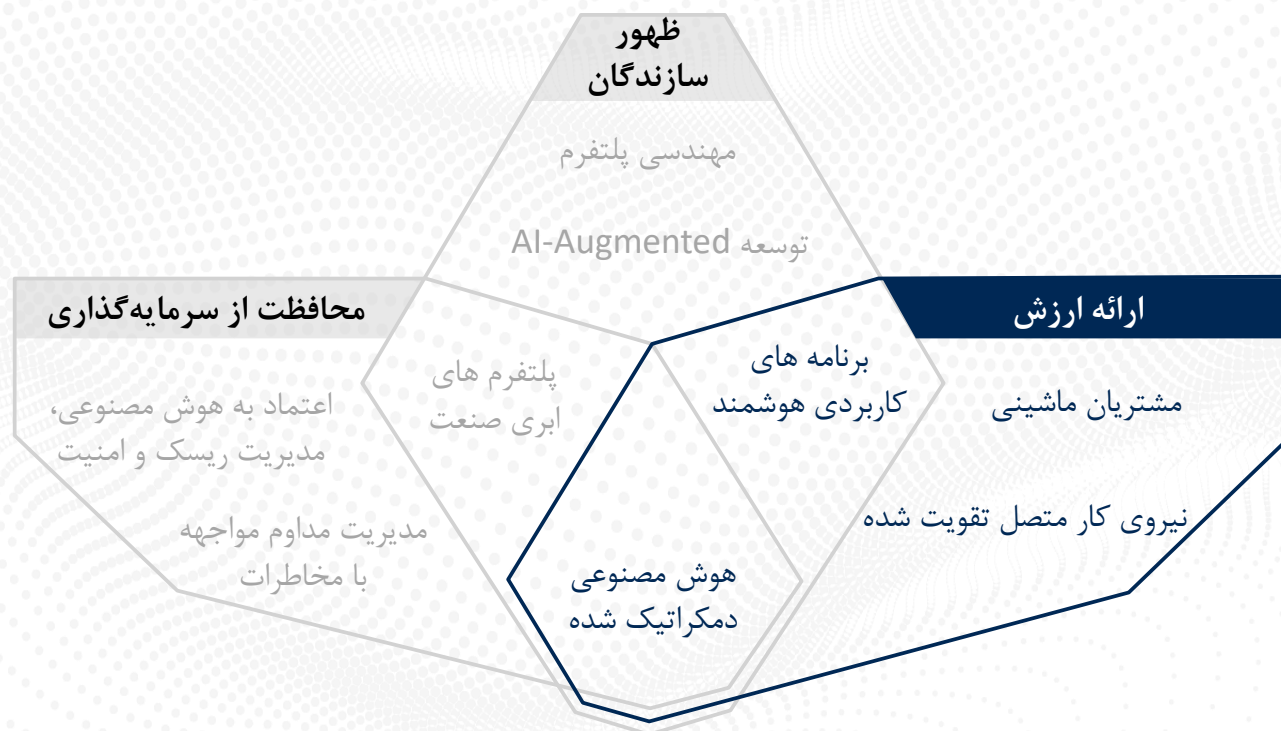 ظهور
سازندگان
مهندسی پلتفرم
توسعه AI-Augmented
ارائه ارزش
برنامه های
کاربردی هوشمند
مشتریان ماشینی
نیروی کار متصل تقویت شده
هوش مصنوعی
دمکراتیک شده
محافظت از سرمایه‌گذاری
پلتفرم های
ابری صنعت
اعتماد به هوش مصنوعی،
مدیریت ریسک و امنیت
مدیریت مداوم مواجهه
با مخاطرات